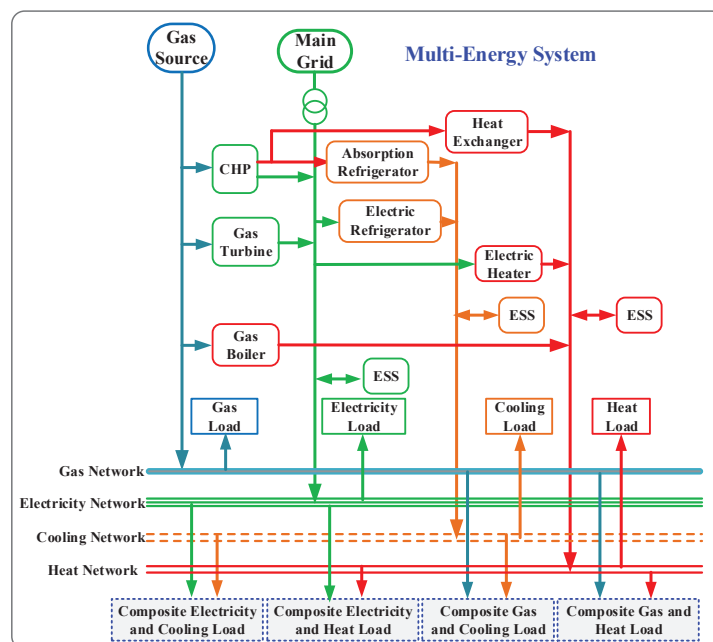 Gas
Source
Main
Grid
Multi-Energy System
Heat
Exchanger
CHP
Absorption
Refrigerator
Electric
Refrigerator
Gas
Turbine
Electric
Heater
ESS
ESS
Gas
Boiler
ESS
Gas
Load
Electricity
Load
Cooling
Load
Heat
Load
Gas Network
Electricity Network
Cooling Network
Heat Network
Composite Electricity
and Cooling Load
Composite Electricity
and Heat Load
Composite Gas
and Cooling Load
Composite Gas and
Heat Load